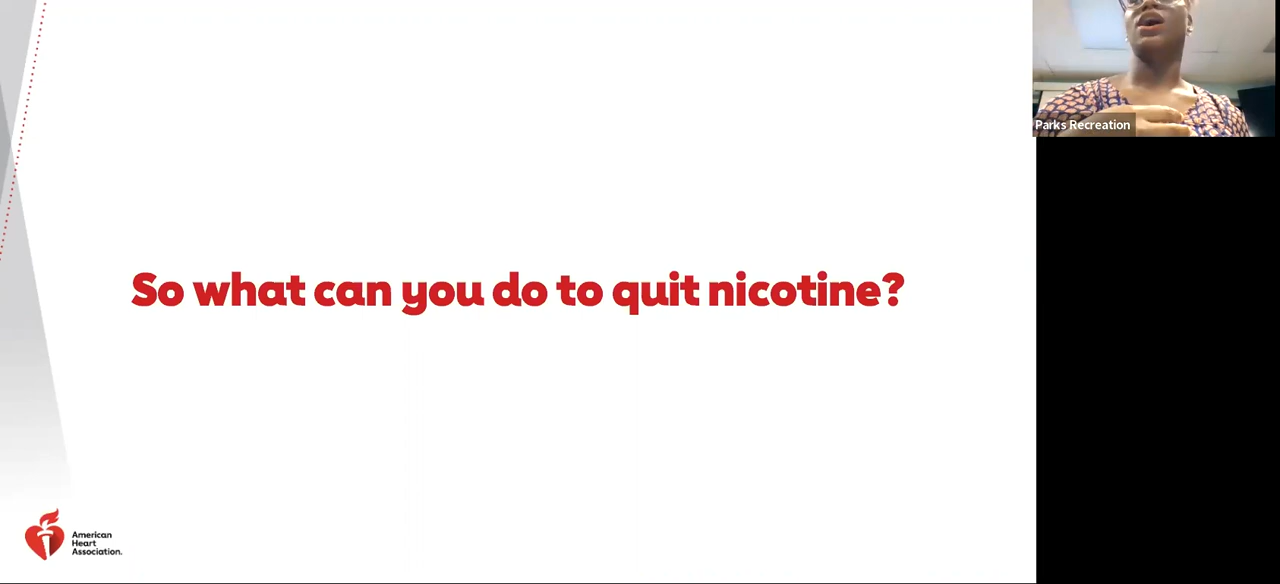 So what can you do to quit nicotine?
Parks Recreation
American
Heart
Association.